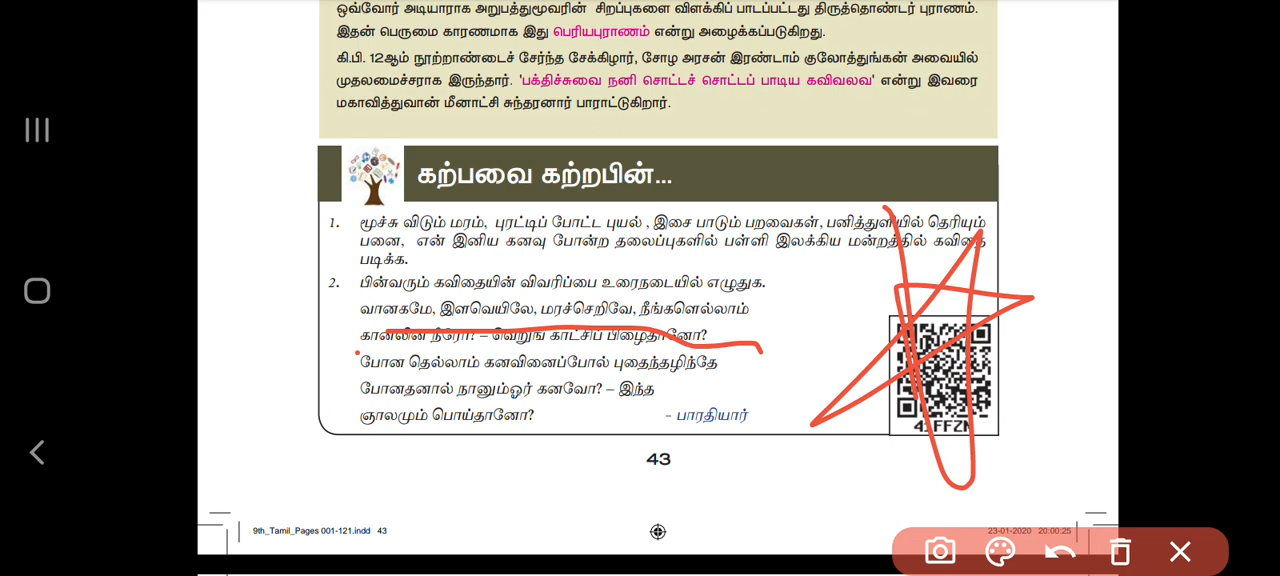 ஒவ்வோர் அடியாராக அறுபத்துமூவரின் சிறப்புகளை விளக்கிப் பாடப்பட்டது திருத்தொண்டர் புராணம்.
இதன் பெருமை காரணமாக இது பெரியபுராணம் என்று அழைக்கப்படுகிறது.
கி.பி. 12ஆம் நூற்றாண்டைச் சேர்ந்த சேக்கிழார், சோழ அரசன் இரண்டாம் குலோத்துங்கன் அவையில்
முதலமைச்சராக இருந்தார். 'பக்திச்சுவை நனி சொட்டச் சொட்டப் பாடிய கவிவலவ' என்று இவரை
மகாவித்துவான் மீனாட்சி சுந்தரனார் பாராட்டுகிறார்.
கற்பவை கற்றபின்...
1. மூச்சு விடும் மரம், புரட்டிப் போட்ட புயல் , இசை பாடும் பறவைகள், பனித்துளியில் தெரியும்
பனை, என் இனிய கனவு போன்ற தலைப்புகளில் பள்ளி இலக்கிய மன்றத்தில் கவிதை
படிக்க.
2. பின்வரும் கவிதையின் விவரிப்பை உரைநடையில் எழுதுக.
வானகமே, இளவெயிலே, மரச்செறிவே, நீங்களெல்லாம்
கானலின் நீரோ? – வெறுங் காட்சிப் பிழைதானோ?
போன தெல்லாம் கனவினைப்போல் புதைந்தழிந்தே
போனதனால் நானும்ஓர் கனவோ? – இந்த
ஞாலமும் பொய்தானோ? – பாரதியார்
41FFZN
43
9th_Tamil_Pages 001-121.indd 43 23-01-2020 20:00:25